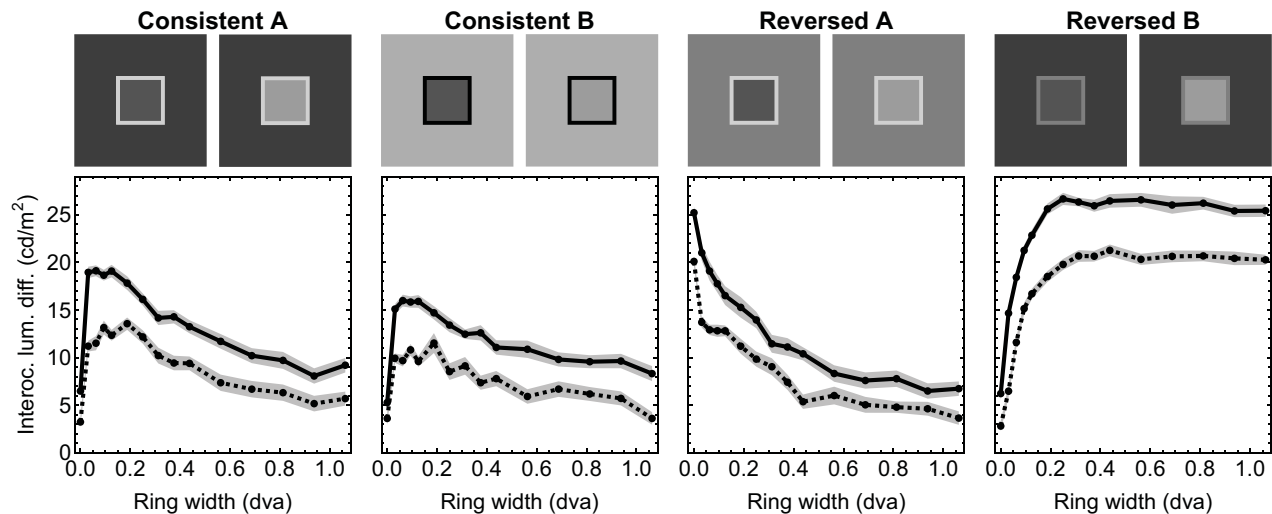 Consistent A Consistent B Reversed A Reversed B
Interoc. lum. diff. (cd/m²)
25
20
15
10
5
0
0.0 0.2 0.4 0.6 0.8 1.0 0.0 0.2 0.4 0.6 0.8 1.0 0.0 0.2 0.4 0.6 0.8 1.0 0.0 0.2 0.4 0.6 0.8 1.0
Ring width (dva) Ring width (dva) Ring width (dva) Ring width (dva)